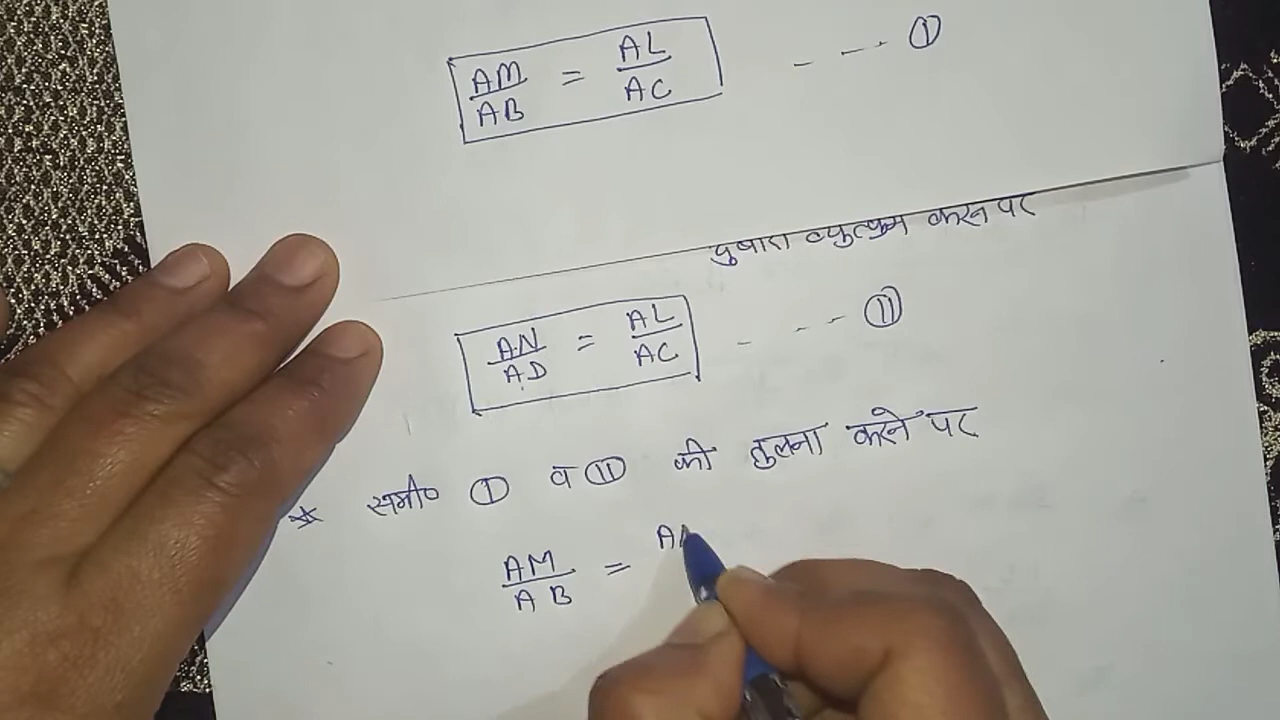 AM/AB = AL/AC - - - ①
पुबारा व्युत्क्रम करन पर
AN/AD = AL/AC - - - ⑪
* समी० ① व ⑪ की तुलना करने पर
AM/AB =